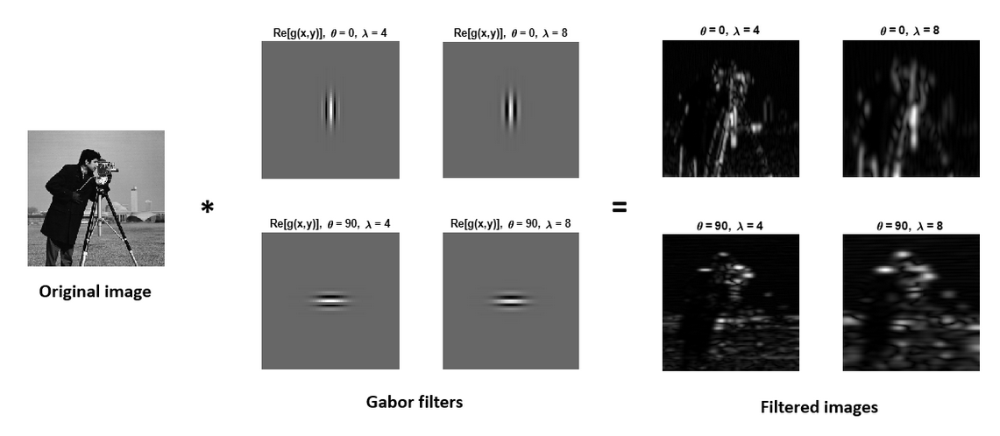 Re[g(x,y)], θ = 0, λ = 4
Re[g(x,y)], θ = 0, λ = 8
θ = 0, λ = 4
θ = 0, λ = 8
*
=
Re[g(x,y)], θ = 90, λ = 4
Re[g(x,y)], θ = 90, λ = 8
θ = 90, λ = 4
θ = 90, λ = 8
Original image
Gabor filters
Filtered images